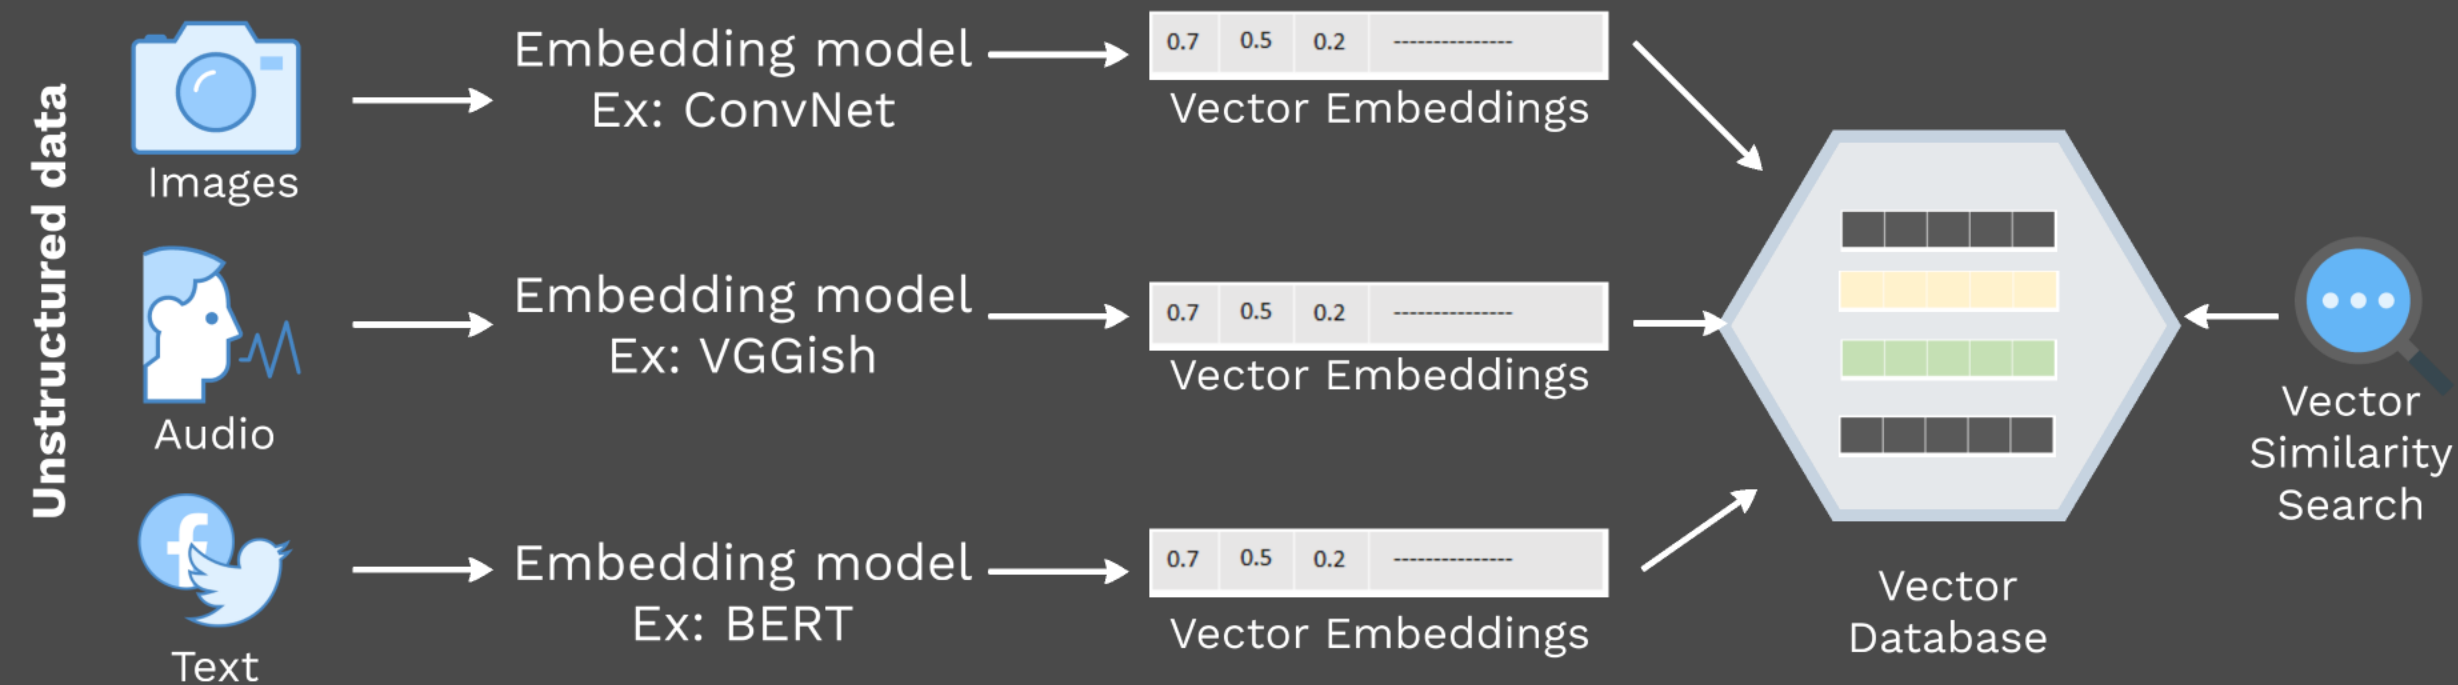 Unstructured data
Images
Embedding model
Ex: ConvNet
0.7 0.5 0.2 ---------------
Vector Embeddings
Audio
Embedding model
Ex: VGGish
0.7 0.5 0.2 ---------------
Vector Embeddings
f
Text
Embedding model
Ex: BERT
0.7 0.5 0.2 ---------------
Vector Embeddings
Vector
Database
Vector
Similarity
Search